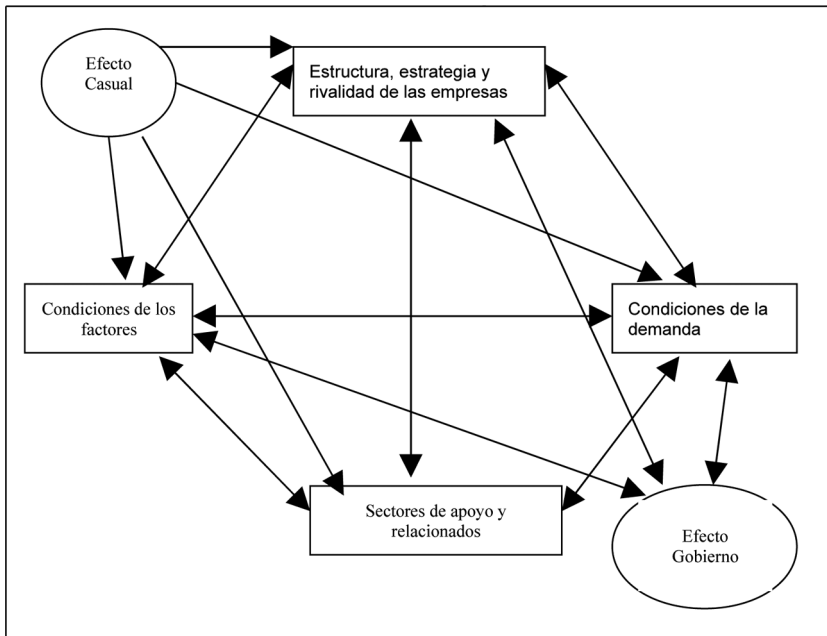 Efecto
Casual
Estructura, estrategia y
rivalidad de las empresas
Condiciones de los
factores
Condiciones de la
demanda
Sectores de apoyo y
relacionados
Efecto
Gobierno